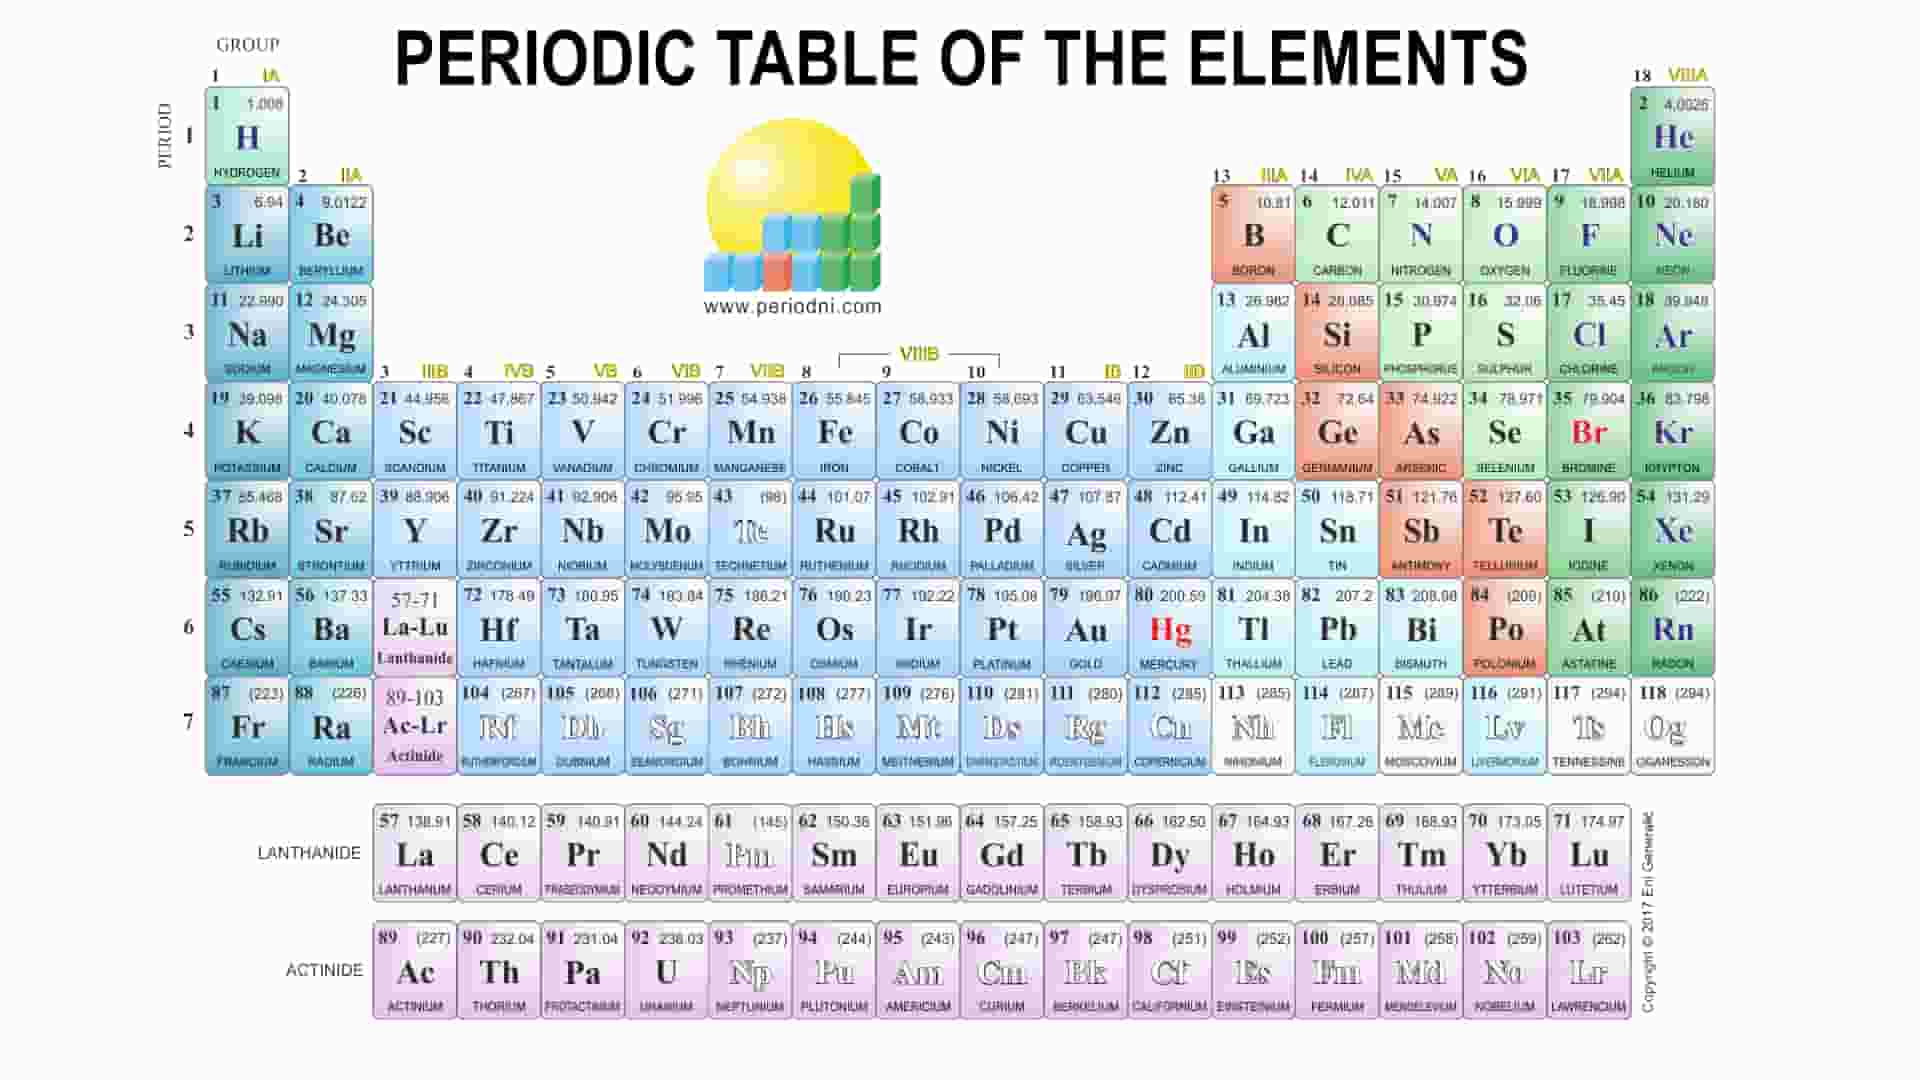 GROUP
PERIODIC TABLE OF THE ELEMENTS
1 IA
18 VIIIA
PERIOD
1
1 1.008
H
HYDROGEN
2 4.0026
He
HELIUM
2 IIA
13 IIIA 14 IVA 15 VA 16 VIA 17 VIIA
2
3 6.94 4 9.0122 5 10.81 6 12.011 7 14.007 8 15.999 9 18.998 10 20.180
Li Be B C N O F Ne
LITHIUM BERYLLIUM BORON CARBON NITROGEN OXYGEN FLUORINE NEON
www.periodni.com
3
11 22.990 12 24.305 13 26.982 14 28.085 15 30.974 16 32.06 17 35.45 18 39.948
Na Mg Al Si P S Cl Ar
SODIUM MAGNESIUM ALUMINIUM SILICON PHOSPHORUS SULPHUR CHLORINE ARGON
VIIIB
3 IIIB 4 IVB 5 VB 6 VIB 7 VIIB 8 9 10 11 IB 12 IIB
4
19 39.098 20 40.078 21 44.956 22 47.867 23 50.942 24 51.996 25 54.938 26 55.845 27 58.933 28 58.693 29 63.546 30 65.38 31 69.723 32 72.64 33 74.922 34 78.971 35 79.904 36 83.798
K Ca Sc Ti V Cr Mn Fe Co Ni Cu Zn Ga Ge As Se Br Kr
POTASSIUM CALCIUM SCANDIUM TITANIUM VANADIUM CHROMIUM MANGANESE IRON COBALT NICKEL COPPER ZINC GALLIUM GERMANIUM ARSENIC SELENIUM BROMINE KRYPTON
5
37 85.468 38 87.62 39 88.906 40 91.224 41 92.906 42 95.95 43 (98) 44 101.07 45 102.91 46 106.42 47 107.87 48 112.41 49 114.82 50 118.71 51 121.76 52 127.60 53 126.90 54 131.29
Rb Sr Y Zr Nb Mo Tc Ru Rh Pd Ag Cd In Sn Sb Te I Xe
RUBIDIUM STRONTIUM YTTRIUM ZIRCONIUM NIOBIUM MOLYBDENUM TECHNETIUM RUTHENIUM RHODIUM PALLADIUM SILVER CADMIUM INDIUM TIN ANTIMONY TELLURIUM IODINE XENON
6
55 132.91 56 137.33 57-71 72 178.49 73 180.95 74 183.84 75 186.21 76 190.23 77 192.22 78 195.08 79 196.97 80 200.59 81 204.38 82 207.2 83 208.98 84 (209) 85 (210) 86 (222)
Cs Ba La-Lu Hf Ta W Re Os Ir Pt Au Hg Tl Pb Bi Po At Rn
CAESIUM BARIUM Lanthanide HAFNIUM TANTALUM TUNGSTEN RHENIUM OSMIUM IRIDIUM PLATINUM GOLD MERCURY THALLIUM LEAD BISMUTH POLONIUM ASTATINE RADON
7
87 (223) 88 (226) 89-103 104 (267) 105 (268) 106 (271) 107 (272) 108 (277) 109 (276) 110 (281) 111 (280) 112 (285) 113 (285) 114 (287) 115 (289) 116 (291) 117 (294) 118 (294)
Fr Ra Ac-Lr Rf Db Sg Bh Hs Mt Ds Rg Cn Nh Fl Mc Lv Ts Og
FRANCIUM RADIUM Actinide RUTHERFORDIUM DUBNIUM SEABORGIUM BOHRIUM HASSIUM MEITNERIUM DARMSTADTIUM ROENTGENIUM COPERNICIUM NIHONIUM FLEROVIUM MOSCOVIUM LIVERMORIUM TENNESSINE OGANESSON
LANTHANIDE
57 138.91 58 140.12 59 140.91 60 144.24 61 (145) 62 150.36 63 151.96 64 157.25 65 158.93 66 162.50 67 164.93 68 167.26 69 168.93 70 173.05 71 174.97
La Ce Pr Nd Pm Sm Eu Gd Tb Dy Ho Er Tm Yb Lu
LANTHANUM CERIUM PRASEODYMIUM NEODYMIUM PROMETHIUM SAMARIUM EUROPIUM GADOLINIUM TERBIUM DYSPROSIUM HOLMIUM ERBIUM THULIUM YTTERBIUM LUTETIUM
ACTINIDE
89 (227) 90 232.04 91 231.04 92 238.03 93 (237) 94 (244) 95 (243) 96 (247) 97 (247) 98 (251) 99 (252) 100 (257) 101 (258) 102 (259) 103 (262)
Ac Th Pa U Np Pu Am Cm Bk Cf Es Fm Md No Lr
ACTINIUM THORIUM PROTACTINIUM URANIUM NEPTUNIUM PLUTONIUM AMERICIUM CURIUM BERKELIUM CALIFORNIUM EINSTEINIUM FERMIUM MENDELEVIUM NOBELIUM LAWRENCIUM
Copyright © 2017 Eni Generalić